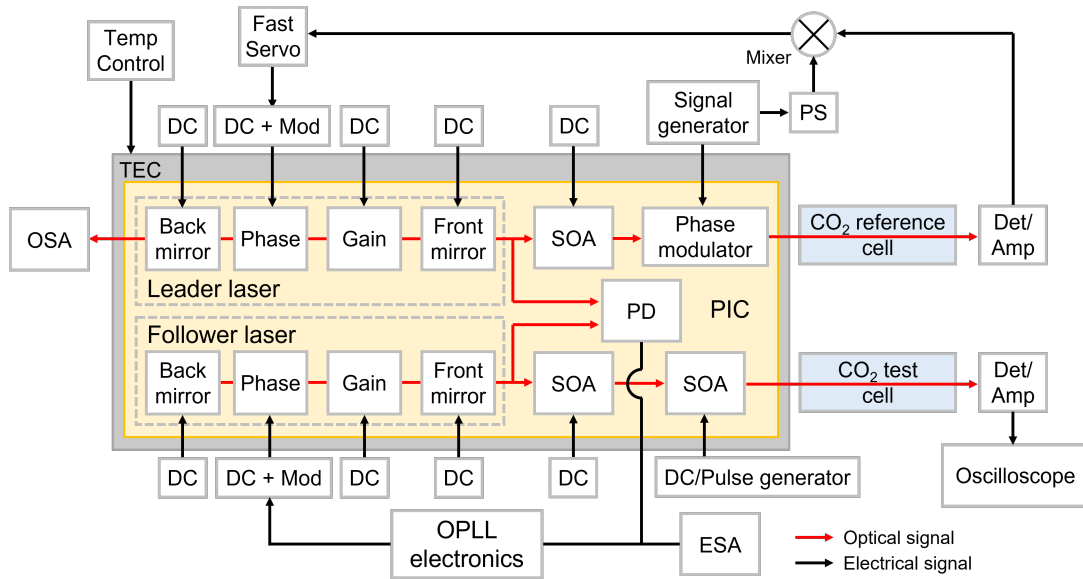 Temp
Control
Fast
Servo
Mixer
DC
DC + Mod
DC
DC
DC
Signal
generator
PS
TEC
OSA
Back
mirror
Phase
Gain
Front
mirror
SOA
Phase
modulator
CO₂ reference
cell
Det/
Amp
Leader laser
PD
PIC
Follower laser
Back
mirror
Phase
Gain
Front
mirror
SOA
SOA
CO₂ test
cell
Det/
Amp
DC
DC + Mod
DC
DC
DC
DC/Pulse generator
Oscilloscope
OPLL
electronics
ESA
Optical signal
Electrical signal